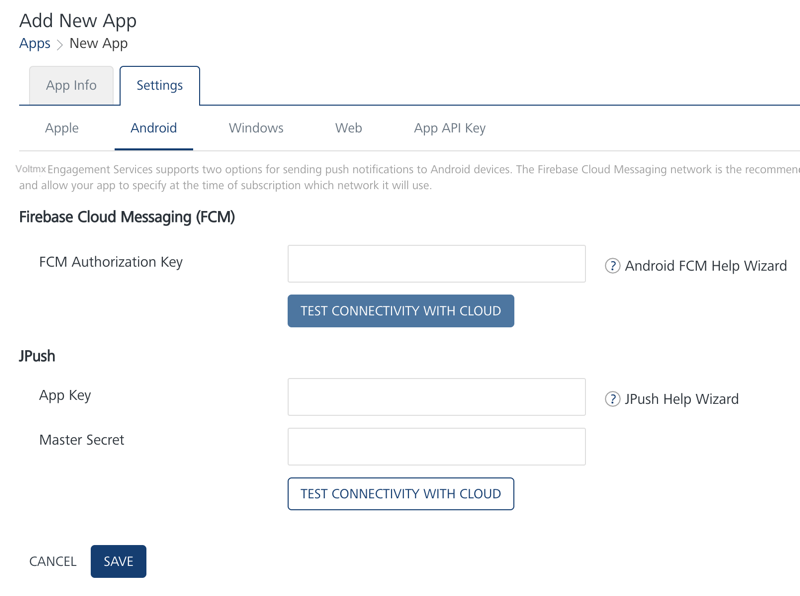 Add New App
Apps > New App
App Info Settings
Apple Android Windows Web App API Key
Voltmx Engagement Services supports two options for sending push notifications to Android devices. The Firebase Cloud Messaging network is the recommen
and allow your app to specify at the time of subscription which network it will use.
Firebase Cloud Messaging (FCM)
FCM Authorization Key ? Android FCM Help Wizard
TEST CONNECTIVITY WITH CLOUD
JPush
App Key ? JPush Help Wizard
Master Secret
TEST CONNECTIVITY WITH CLOUD
CANCEL SAVE